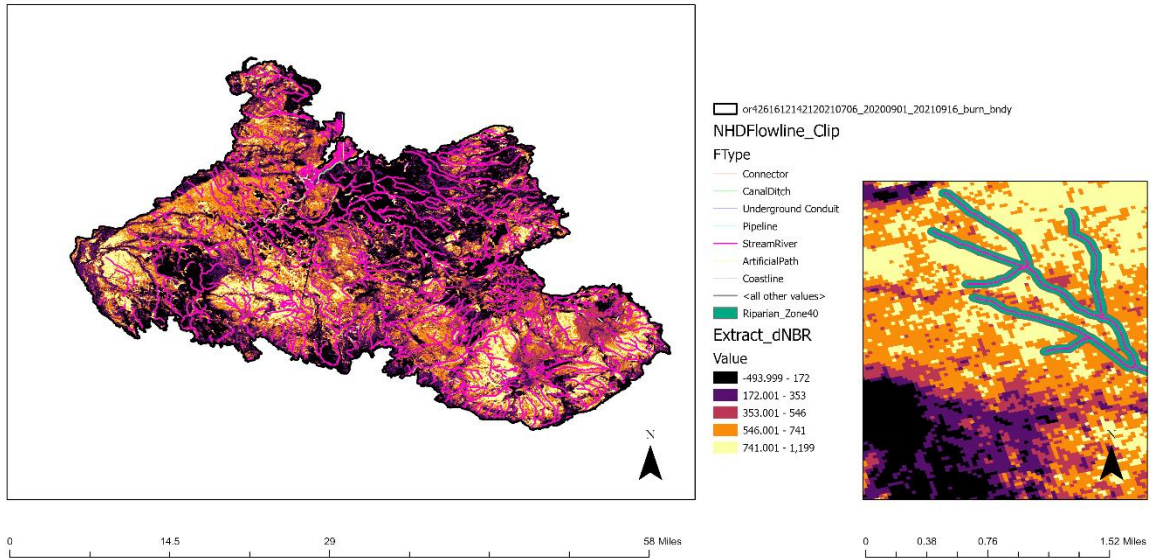 or4261612142120210706_20200901_20210916_burn_bndy
NHDFlowline_Clip
FType
Connector
CanalDitch
Underground Conduit
Pipeline
StreamRiver
ArtificialPath
Coastline
<all other values>
Riparian_Zone40
Extract_dNBR
Value
-493.999 - 172
172.001 - 353
353.001 - 546
546.001 - 741
741.001 - 1,199
N
N
0 14.5 29 58 Miles
0 0.38 0.76 1.52 Miles